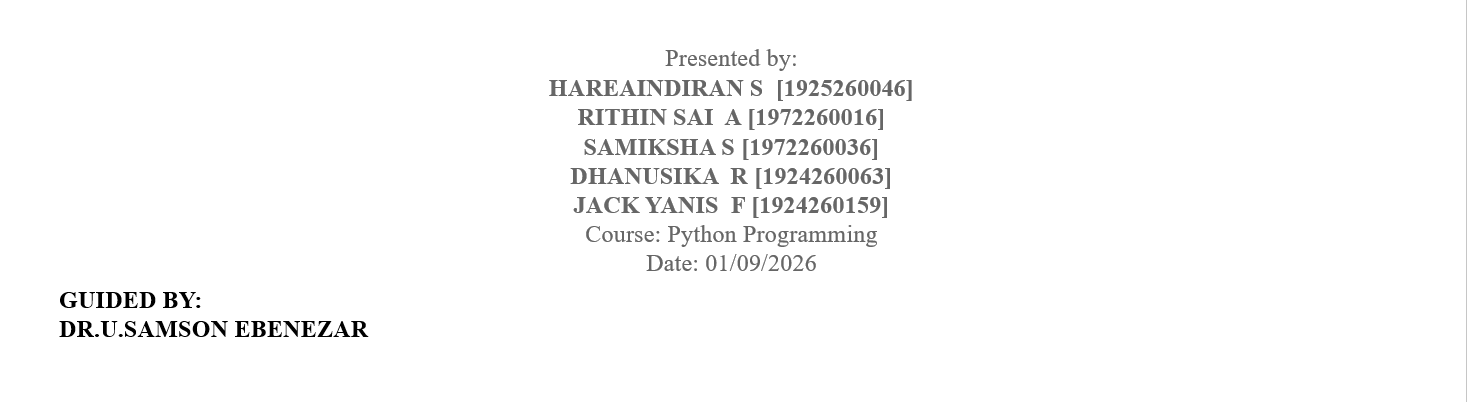 Presented by:
HAREAINDIRAN S  [1925260046]
RITHIN SAI  A [1972260016]
SAMIKSHA S [1972260036]
DHANUSIKA  R [1924260063]
JACK YANIS  F [1924260159]
Course: Python Programming
Date: 01/09/2026
GUIDED BY:
DR.U.SAMSON EBENEZAR